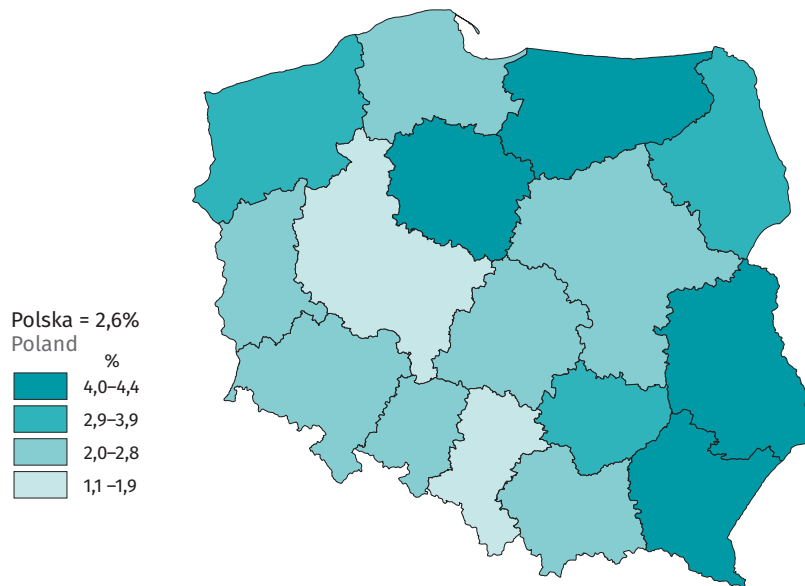 Polska = 2,6%
Poland
%
4,0–4,4
2,9–3,9
2,0–2,8
1,1 –1,9